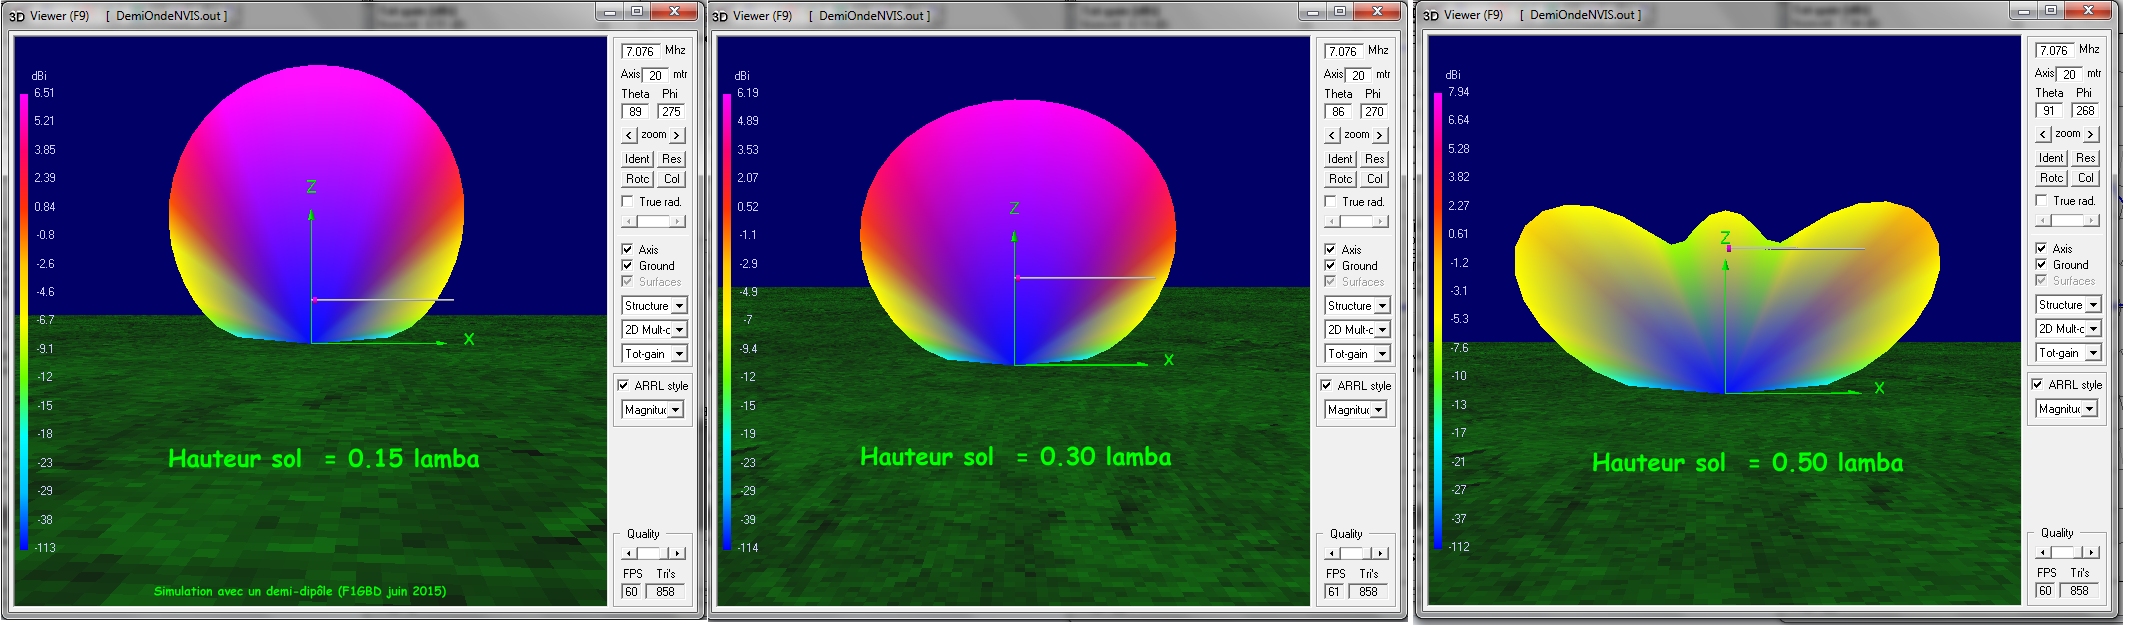 3D Viewer (F9) [ DemiOndeNVIS.out ]
dBi
6.51
5.21
3.85
2.39
0.84
-0.8
-2.6
-4.6
-6.7
-9.1
-12
-15
-18
-23
-29
-38
-113
Z
X
Hauteur sol = 0.15 lamba
Simulation avec un demi-dipôle (F1GBD juin 2015)
7.076 Mhz
Axis 20 mtr
Theta Phi
89 275
< zoom >
Ident Res
Rotc Col
True rad.
Axis
Ground
Surfaces
Structure
2D Mult-c
Tot-gain
ARRL style
Magnitu
Quality
FPS Tri's
60 858
3D Viewer (F9) [ DemiOndeNVIS.out ]
dBi
6.19
4.89
3.53
2.07
0.52
-1.1
-2.9
-4.9
-7
-9.4
-12
-15
-19
-23
-29
-39
-114
Z
X
Hauteur sol = 0.30 lamba
7.076 Mhz
Axis 20 mtr
Theta Phi
86 270
< zoom >
Ident Res
Rotc Col
True rad.
Axis
Ground
Surfaces
Structure
2D Mult-c
Tot-gain
ARRL style
Magnitu
Quality
FPS Tri's
61 858
3D Viewer (F9) [ DemiOndeNVIS.out ]
dBi
7.94
6.64
5.28
3.82
2.27
0.61
-1.2
-3.1
-5.3
-7.6
-10
-13
-17
-21
-27
-37
-112
Z
X
Hauteur sol = 0.50 lamba
7.076 Mhz
Axis 20 mtr
Theta Phi
91 268
< zoom >
Ident Res
Rotc Col
True rad.
Axis
Ground
Surfaces
Structure
2D Mult-c
Tot-gain
ARRL style
Magnitu
Quality
FPS Tri's
60 858